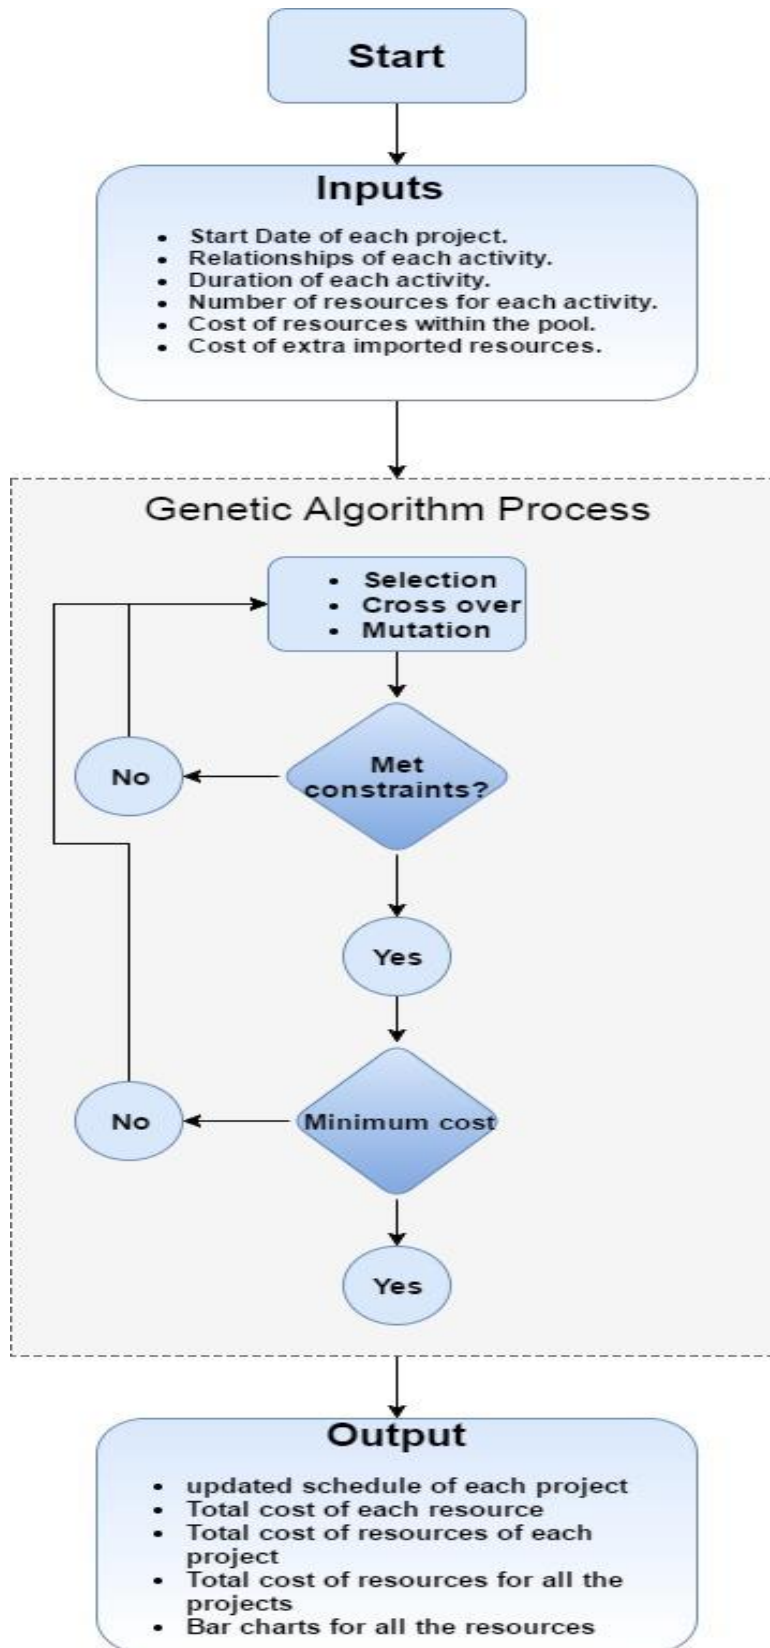 Start
Inputs
• Start Date of each project.
• Relationships of each activity.
• Duration of each activity.
• Number of resources for each activity.
• Cost of resources within the pool.
• Cost of extra imported resources.
Genetic Algorithm Process
• Selection
• Cross over
• Mutation
Met
constraints?
No
Yes
Minimum cost
No
Yes
Output
• updated schedule of each project
• Total cost of each resource
• Total cost of resources of each
project
• Total cost of resources for all the
projects
• Bar charts for all the resources